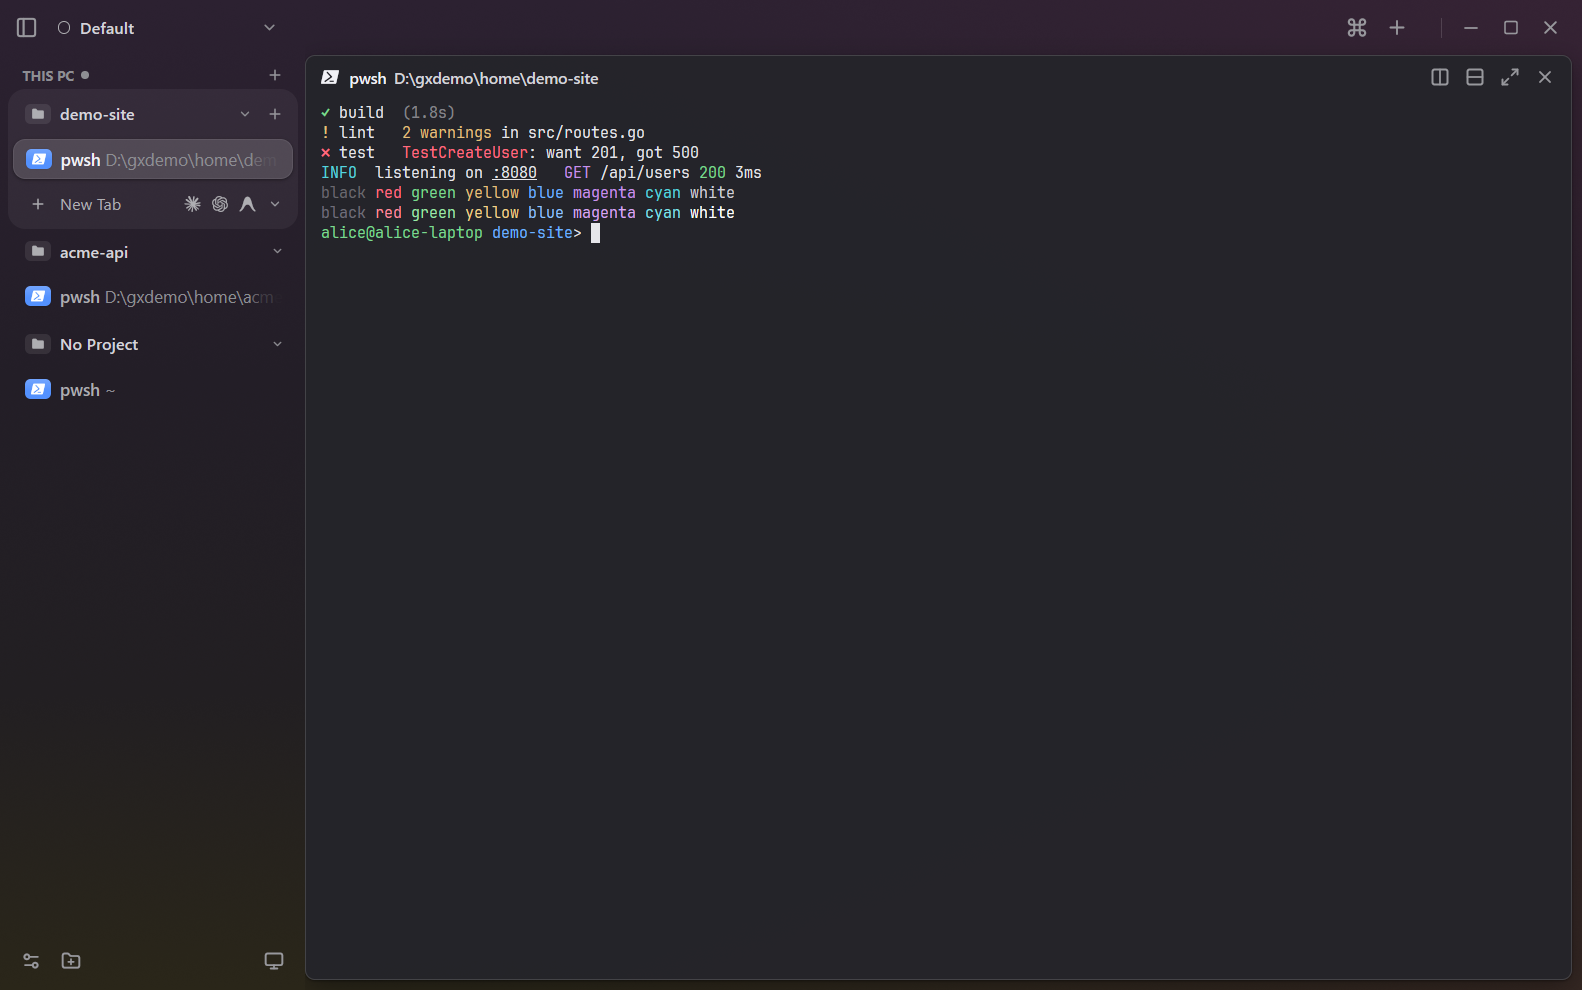 Default
THIS PC
demo-site
pwsh D:\gxdemo\home\dem
New Tab
acme-api
pwsh D:\gxdemo\home\acm
No Project
pwsh ~
pwsh D:\gxdemo\home\demo-site
✓ build (1.8s)
! lint 2 warnings in src/routes.go
× test TestCreateUser: want 201, got 500
INFO listening on :8080 GET /api/users 200 3ms
black red green yellow blue magenta cyan white
black red green yellow blue magenta cyan white
alice@alice-laptop demo-site>